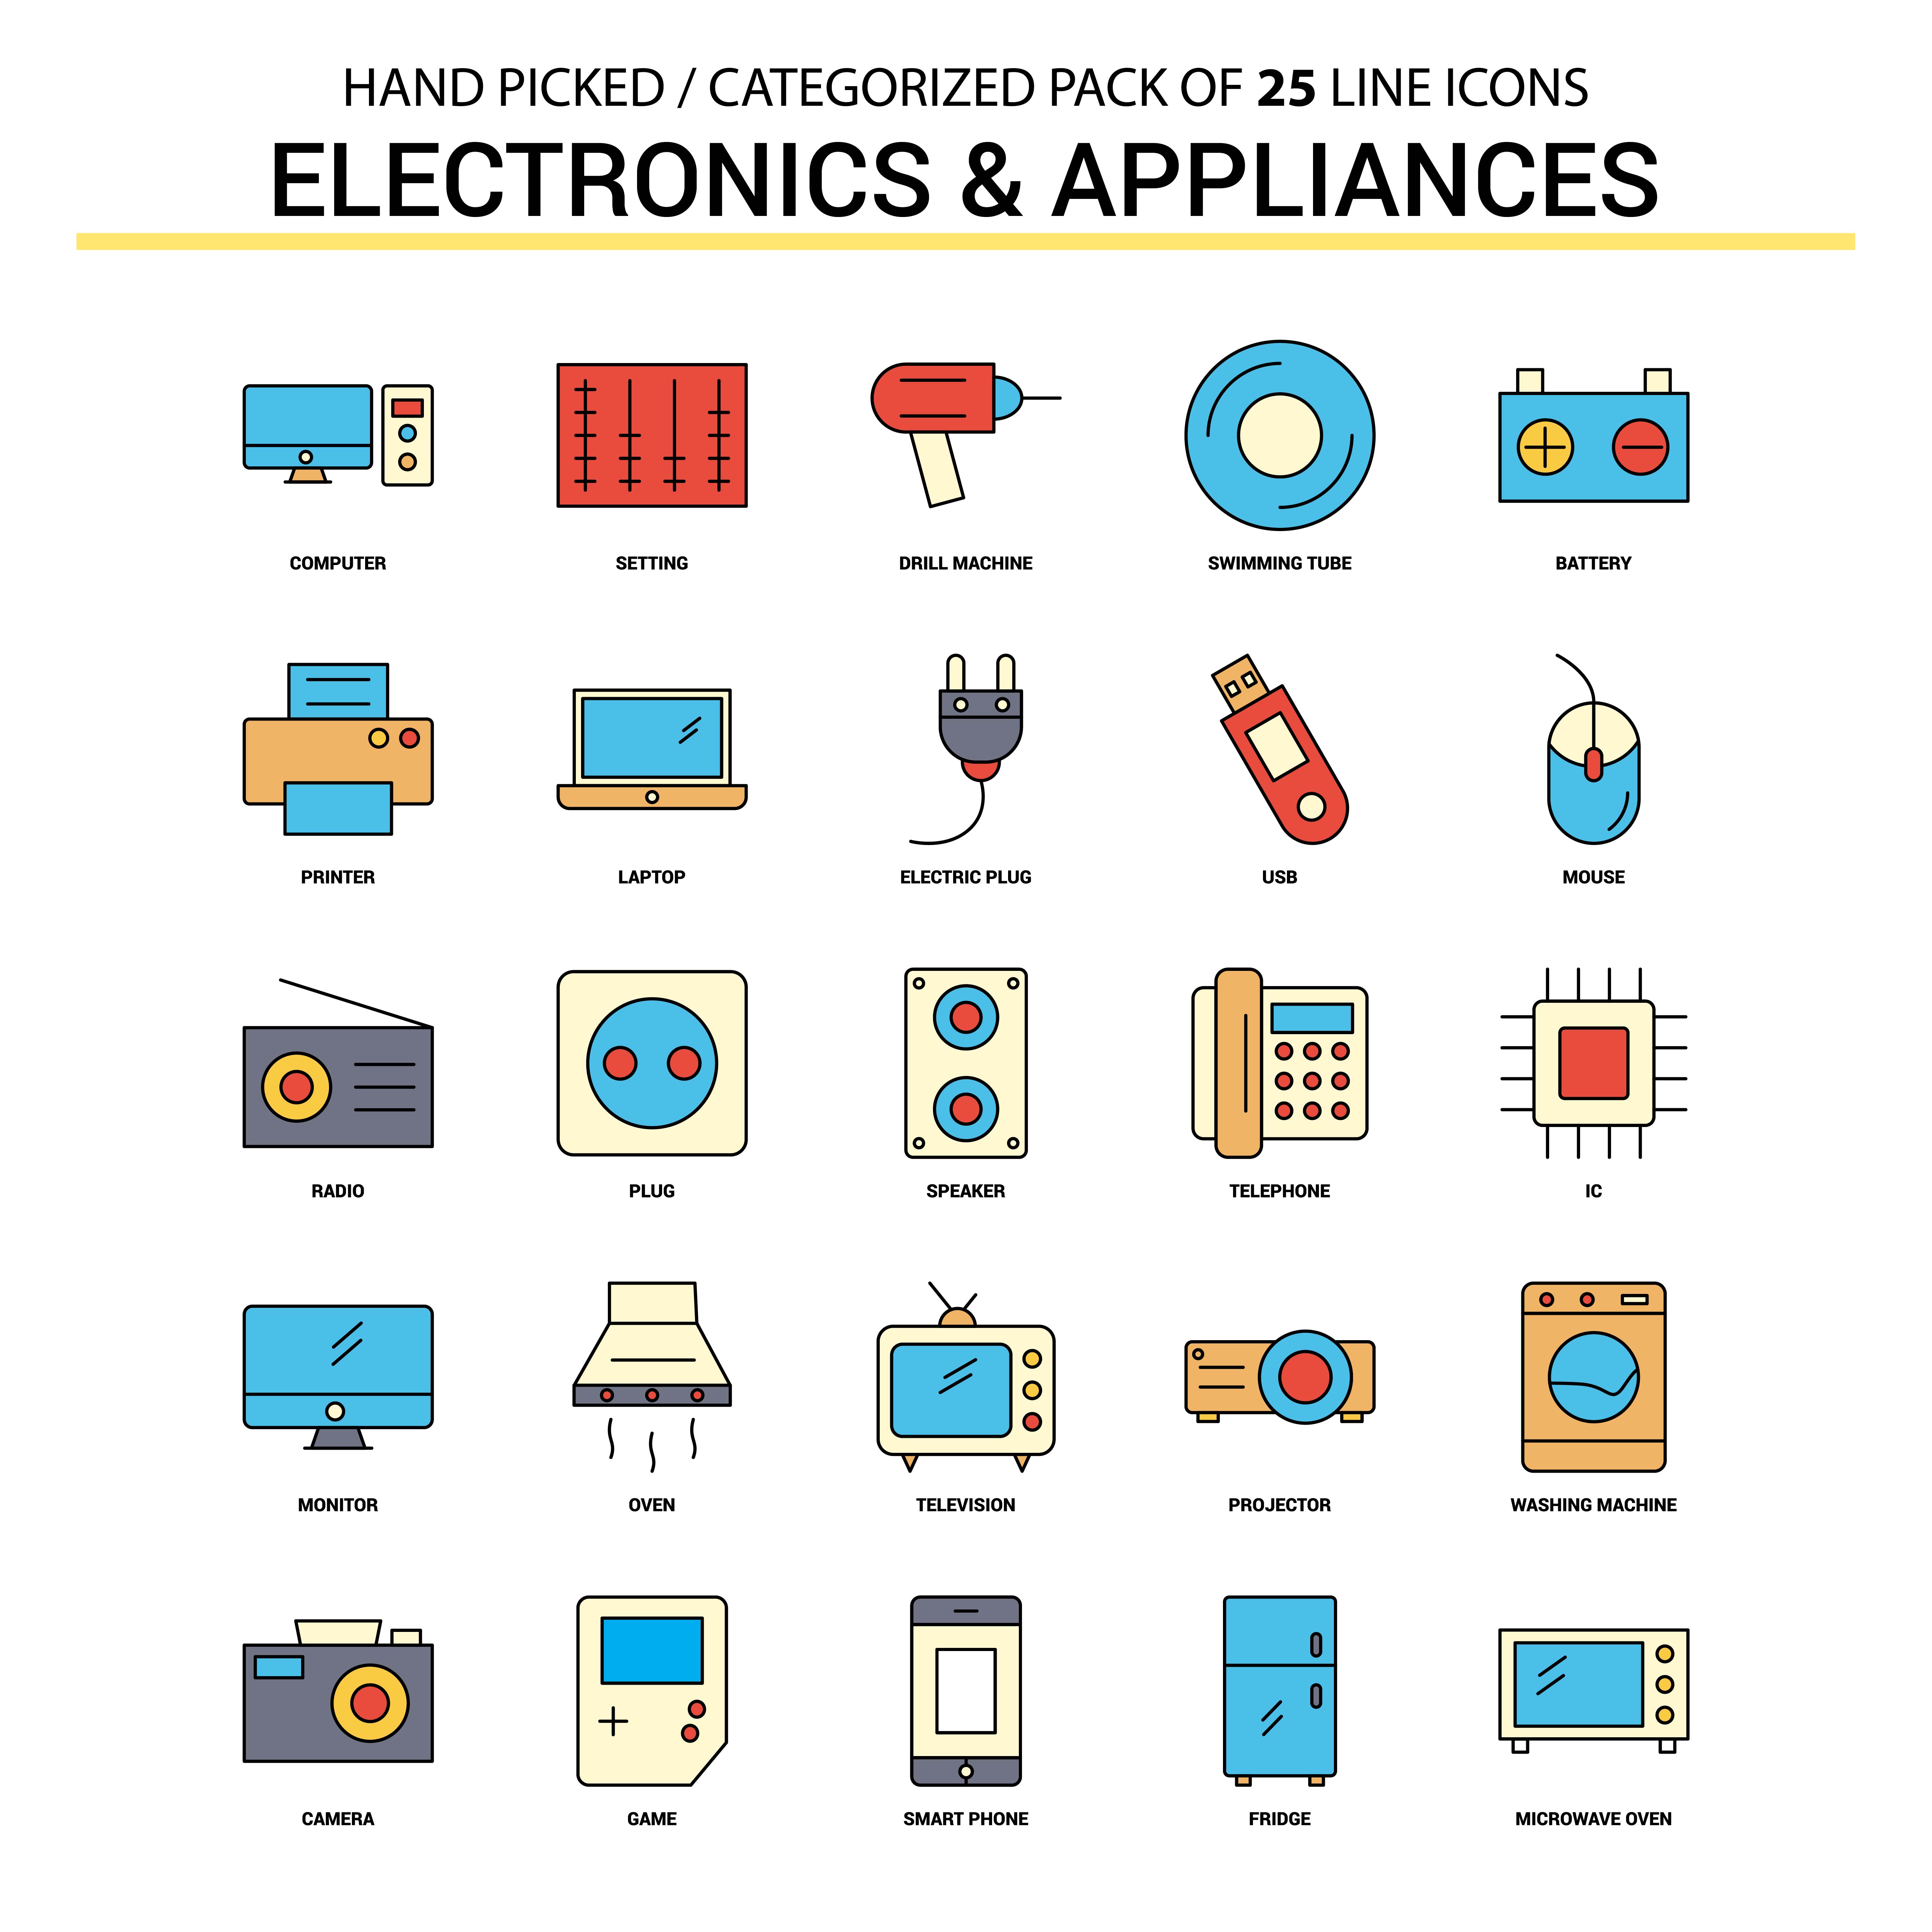 HAND PICKED / CATEGORIZED PACK OF 25 LINE ICONS
ELECTRONICS & APPLIANCES
COMPUTER
SETTING
DRILL MACHINE
SWIMMING TUBE
BATTERY
PRINTER
LAPTOP
ELECTRIC PLUG
USB
MOUSE
RADIO
PLUG
SPEAKER
TELEPHONE
IC
MONITOR
OVEN
TELEVISION
PROJECTOR
WASHING MACHINE
CAMERA
GAME
SMART PHONE
FRIDGE
MICROWAVE OVEN